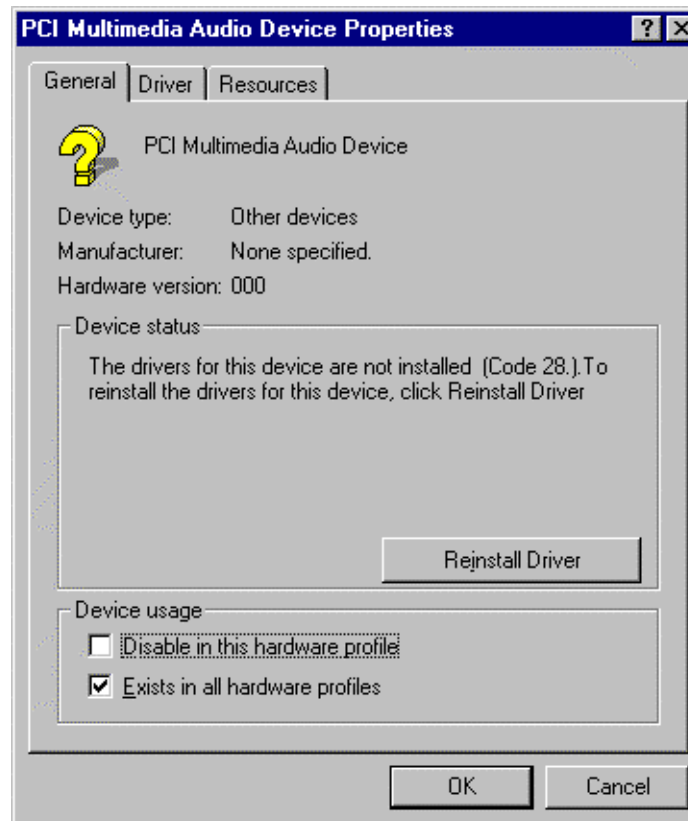 PCI Multimedia Audio Device Properties
General Driver Resources
PCI Multimedia Audio Device
Device type: Other devices
Manufacturer: None specified.
Hardware version: 000
Device status
The drivers for this device are not installed (Code 28.).To
reinstall the drivers for this device, click Reinstall Driver
Reinstall Driver
Device usage
Disable in this hardware profile
Exists in all hardware profiles
OK Cancel